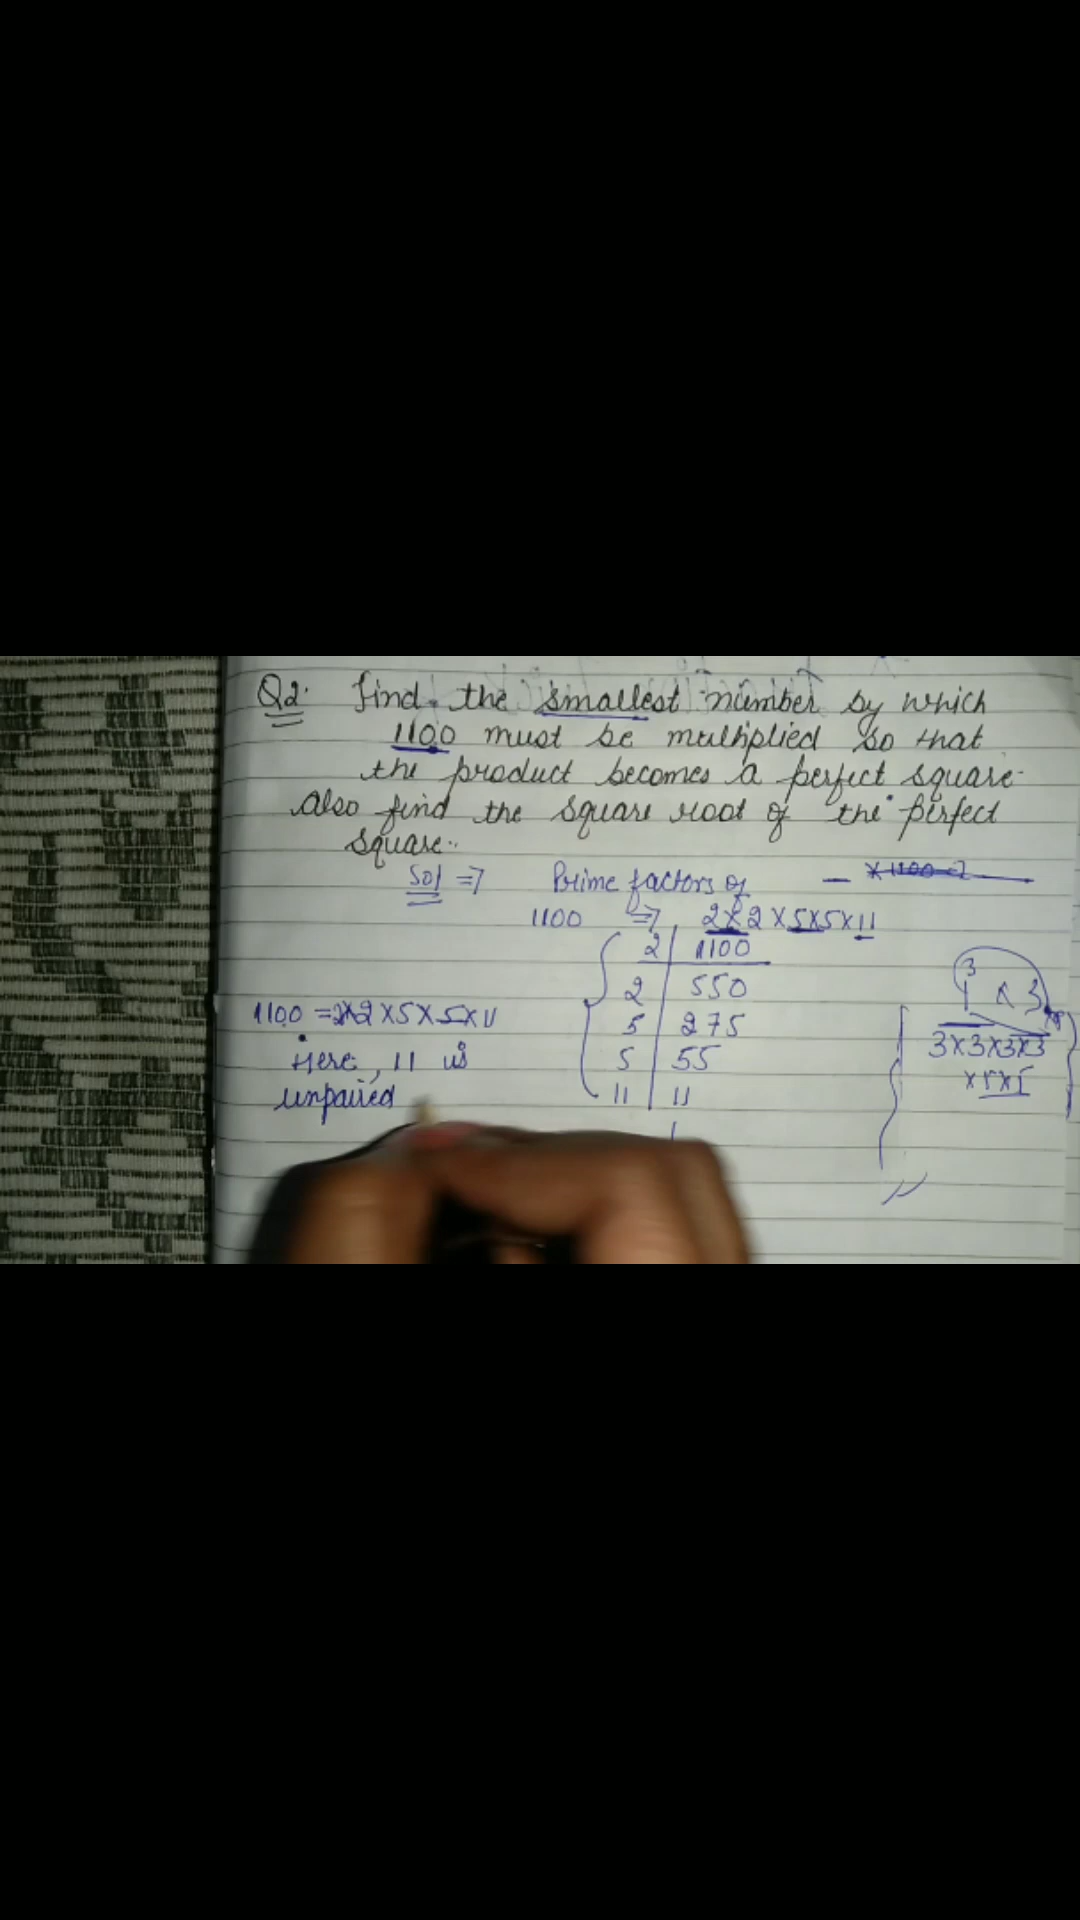 Q2. find the smallest number by which
1100 must be multiplied so that
the product becomes a perfect square.
Also find the square root of the perfect
square..
Sol ⇒ Prime factors of
1100 ⇒ 2×2×5×5×11
2 | 1100
2 | 550
5 | 275
5 | 55
11 | 11
1100 = 2×2×5×5×11
Here, 11 is
unpaired
3×3×3×3